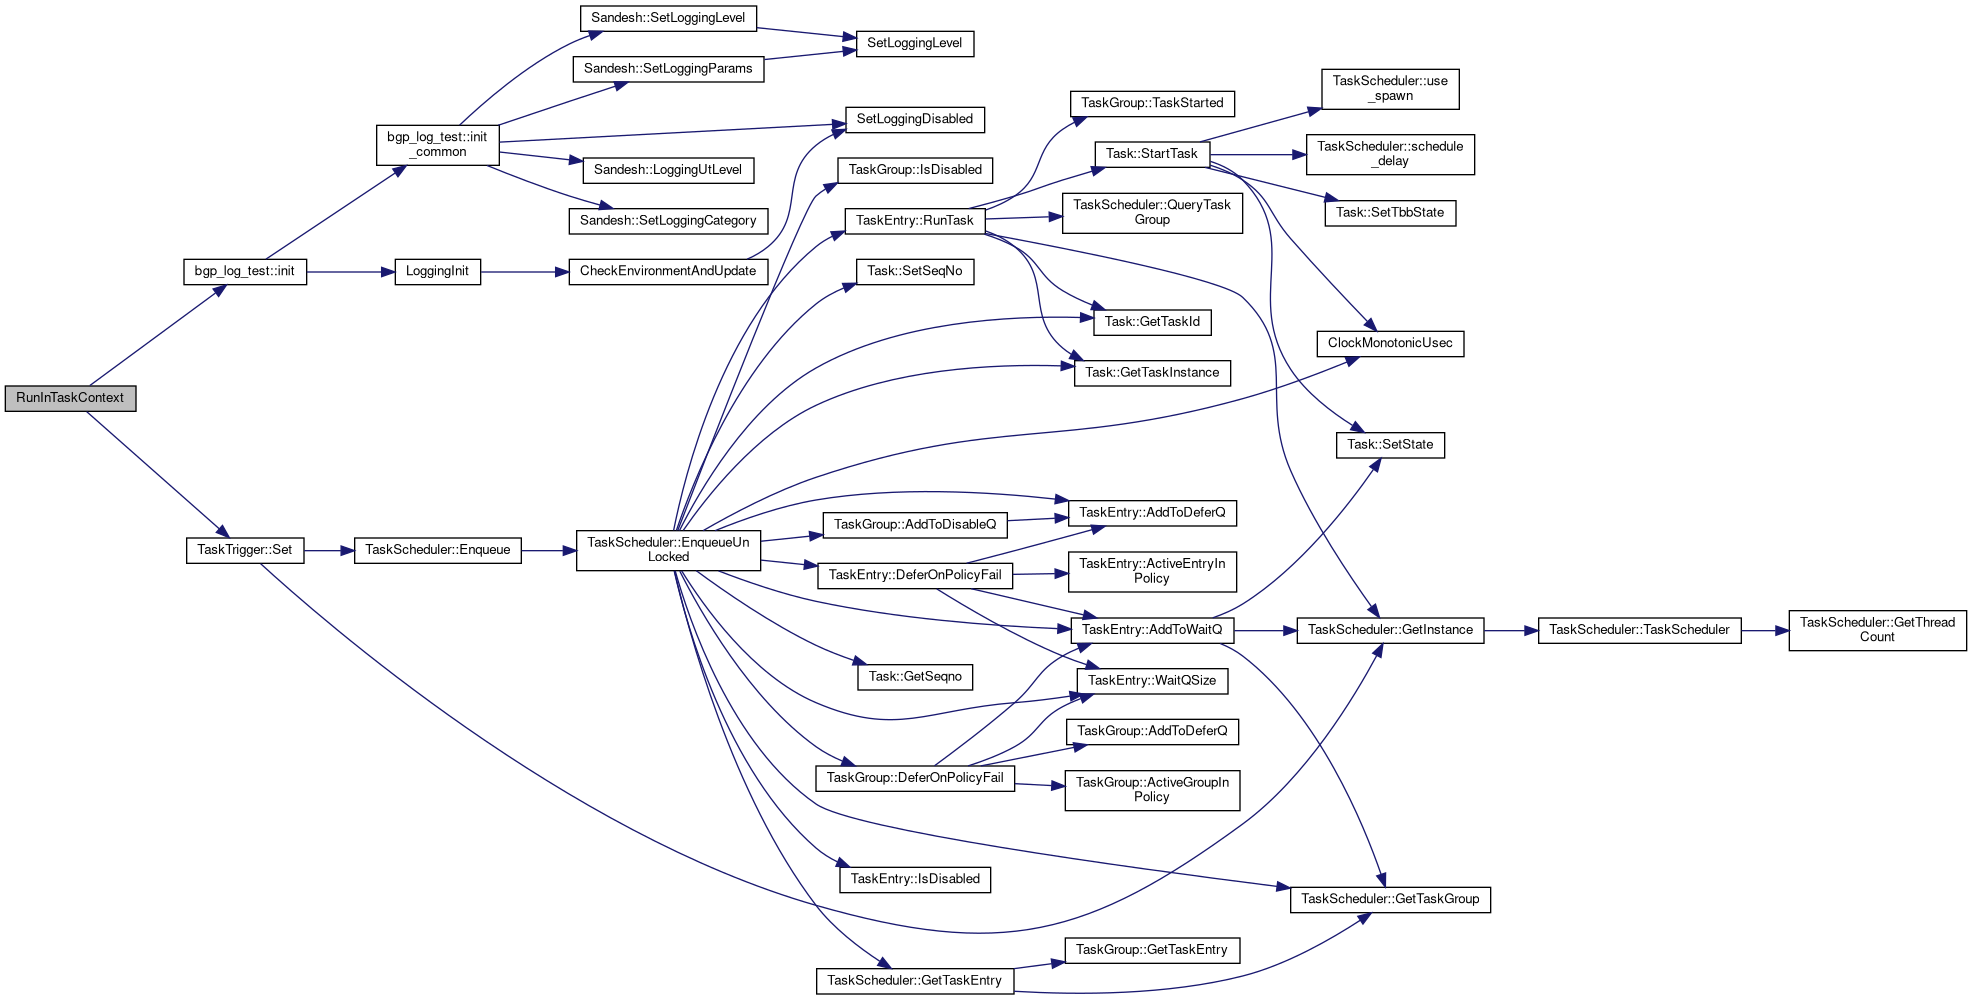 Sandesh::SetLoggingLevel
SetLoggingLevel
Sandesh::SetLoggingParams
TaskScheduler::use
_spawn
TaskGroup::TaskStarted
SetLoggingDisabled
bgp_log_test::init
_common
TaskScheduler::schedule
_delay
Task::StartTask
Sandesh::LoggingUtLevel
TaskGroup::IsDisabled
TaskScheduler::QueryTask
Group
Sandesh::SetLoggingCategory
TaskEntry::RunTask
Task::SetTbbState
bgp_log_test::init
LoggingInit
CheckEnvironmentAndUpdate
Task::SetSeqNo
Task::GetTaskId
ClockMonotonicUsec
Task::GetTaskInstance
RunInTaskContext
Task::SetState
TaskEntry::AddToDeferQ
TaskGroup::AddToDisableQ
TaskTrigger::Set
TaskScheduler::Enqueue
TaskScheduler::EnqueueUn
Locked
TaskEntry::DeferOnPolicyFail
TaskEntry::ActiveEntryIn
Policy
TaskEntry::AddToWaitQ
TaskScheduler::GetInstance
TaskScheduler::TaskScheduler
TaskScheduler::GetThread
Count
Task::GetSeqno
TaskEntry::WaitQSize
TaskGroup::AddToDeferQ
TaskGroup::DeferOnPolicyFail
TaskGroup::ActiveGroupIn
Policy
TaskEntry::IsDisabled
TaskScheduler::GetTaskGroup
TaskGroup::GetTaskEntry
TaskScheduler::GetTaskEntry